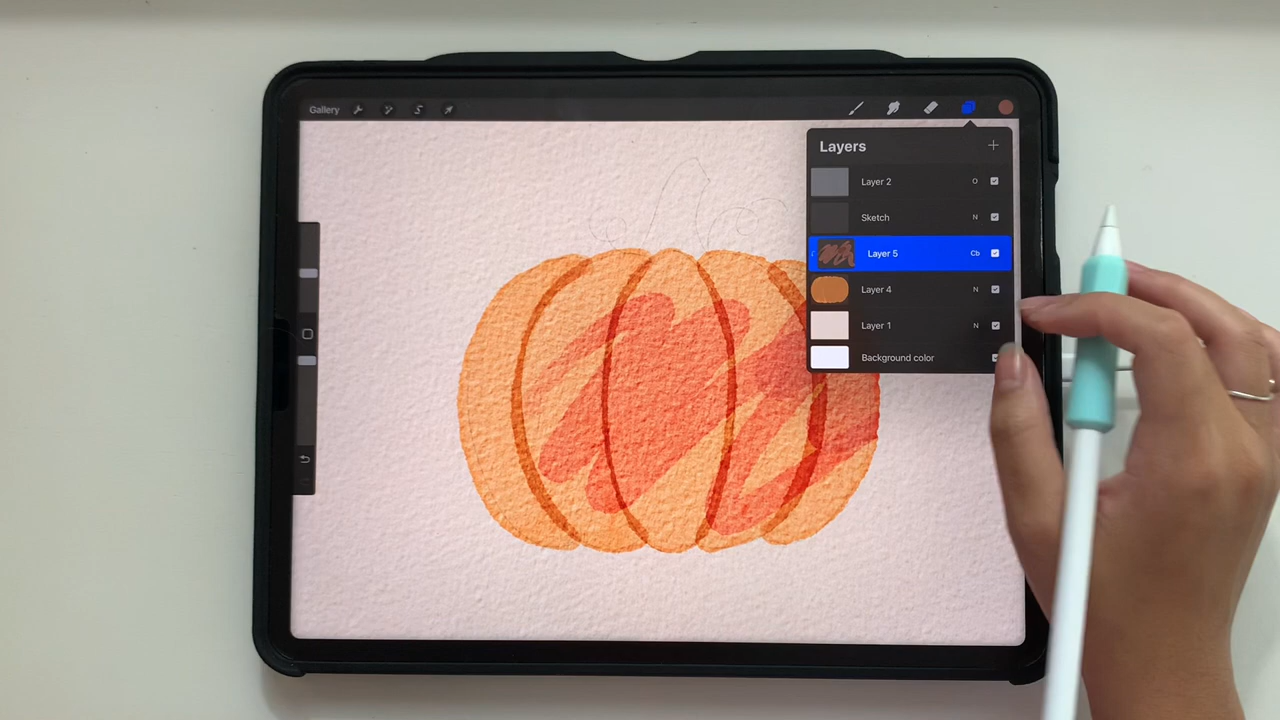 Gallery
Layers
Layer 2 O
Sketch N
Layer 5 Cb
Layer 4 N
Layer 1 N
Background color